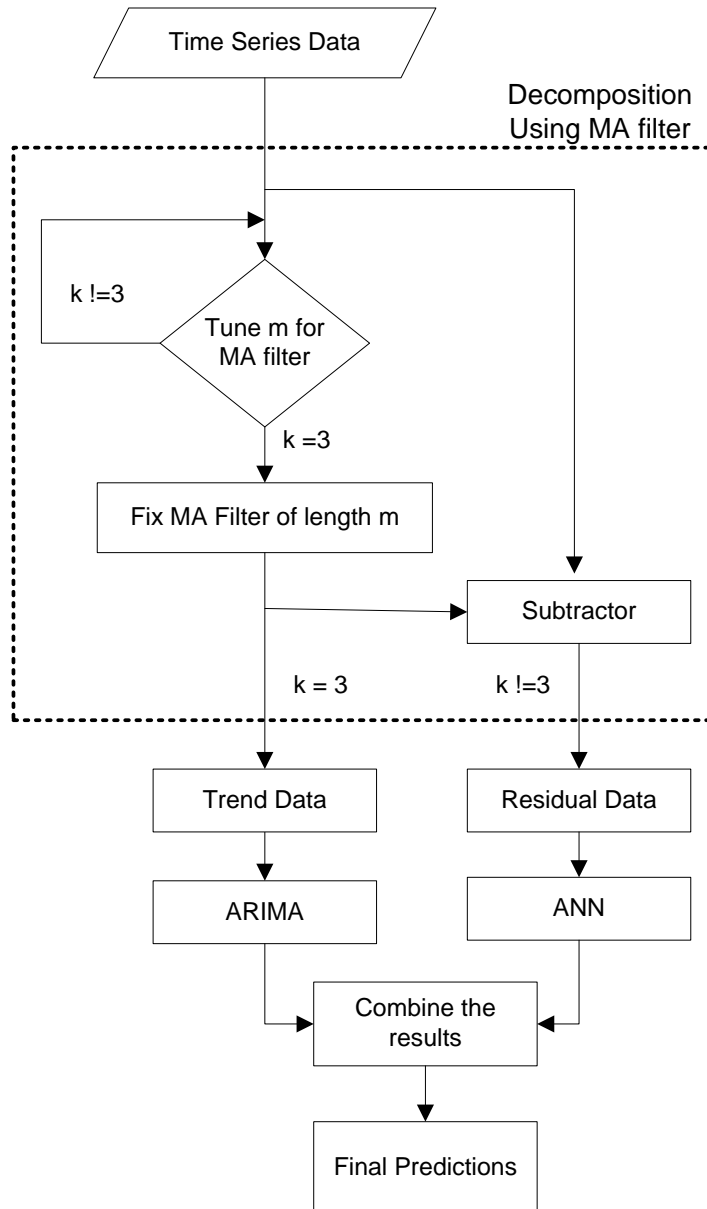 Time Series Data
Decomposition
Using MA filter
k !=3
Tune m for
MA filter
k =3
Fix MA Filter of length m
Subtractor
k = 3
k !=3
Trend Data
Residual Data
ARIMA
ANN
Combine the
results
Final Predictions